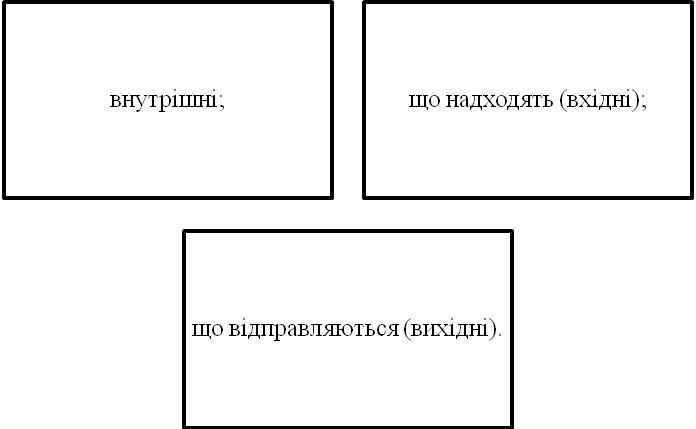 внутрішні;
що надходять (вхідні);
що відправляються (вихідні).